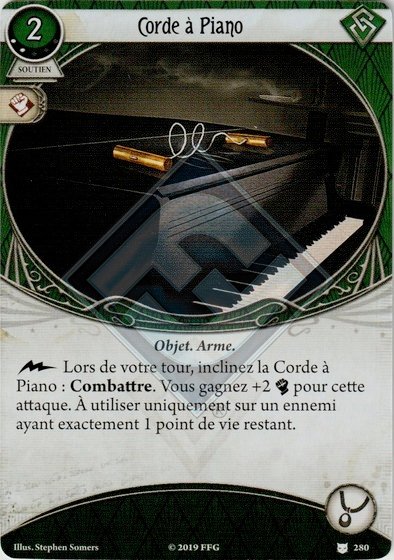 2
Corde à Piano
SOUTIEN
Objet. Arme.
Lors de votre tour, inclinez la Corde à
Piano : Combattre. Vous gagnez +2 pour cette
attaque. À utiliser uniquement sur un ennemi
ayant exactement 1 point de vie restant.
Illus. Stephen Somers
© 2019 FFG
280